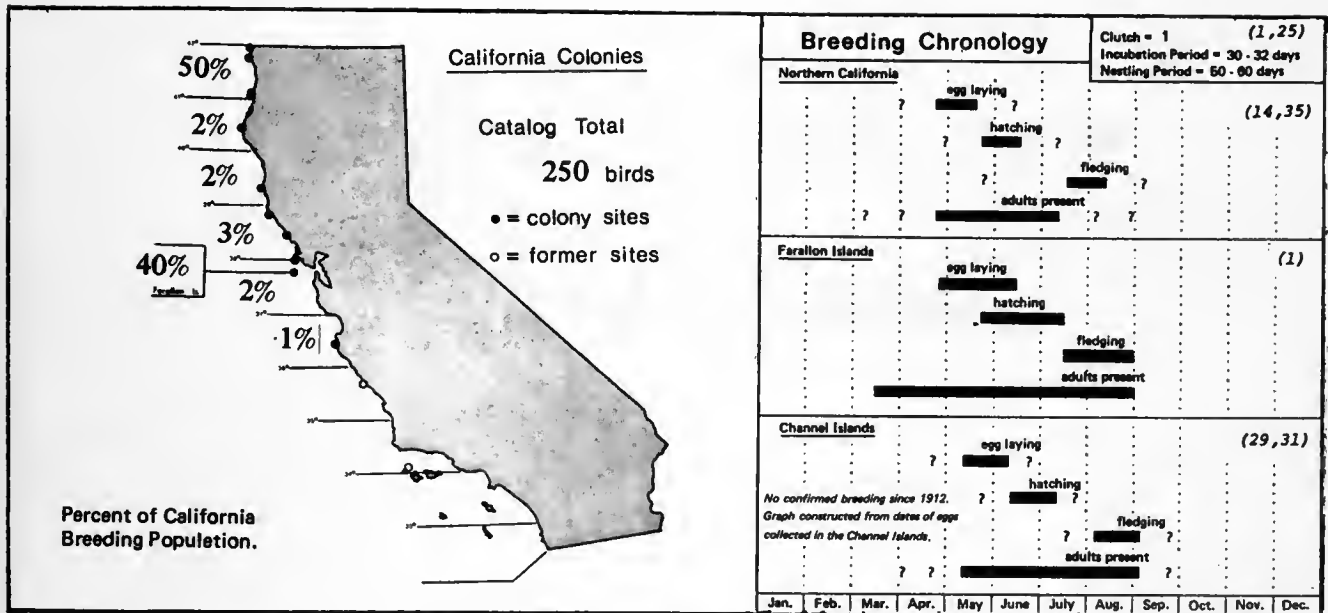 California Colonies
Catalog Total
250 birds
● = colony sites
○ = former sites
50%
2%
2%
3%
40%
Farallon Is.
2%
1%
Percent of California
Breeding Population.
Breeding Chronology
Clutch = 1 (1,25)
Incubation Period = 30 - 32 days
Nestling Period = 50 - 60 days
Northern California
(14,35)
egg laying
? ?
hatching
? ?
fledging
? ?
adults present
? ? ? ?
Farallon Islands
(1)
egg laying
hatching
fledging
adults present
Channel Islands
(29,31)
egg laying
? ?
hatching
? ?
No confirmed breeding since 1912.
Graph constructed from dates of eggs
collected in the Channel Islands.
fledging
? ?
adults present
? ? ?
Jan. Feb. Mar. Apr. May June July Aug. Sep. Oct. Nov. Dec.